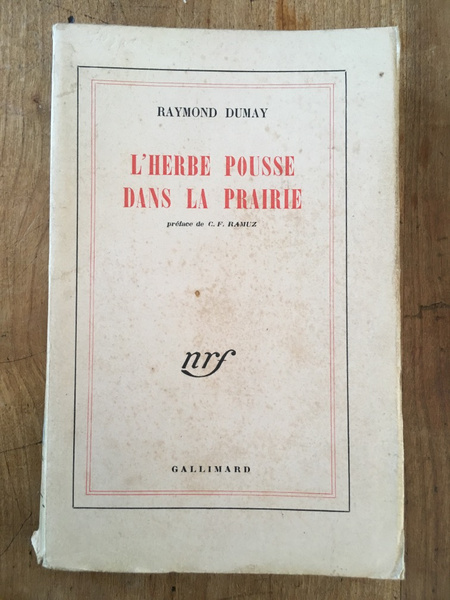 RAYMOND DUMAY
L'HERBE POUSSE
DANS LA PRAIRIE
préface de C. F. RAMUZ
nrf
GALLIMARD